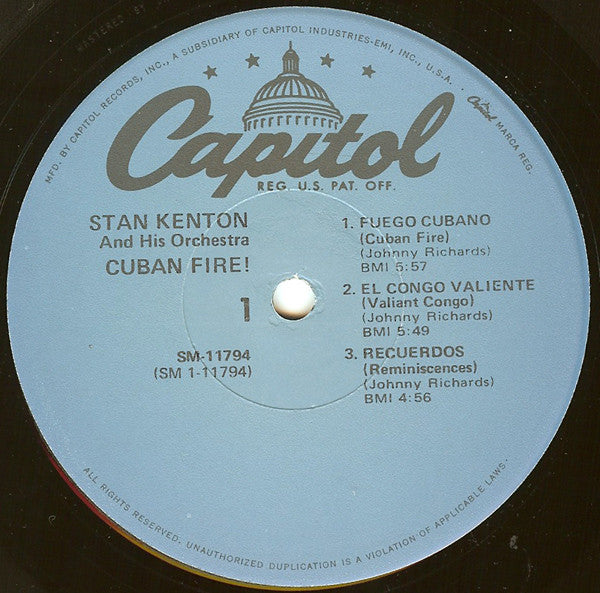 MFD. BY CAPITOL RECORDS, INC., A SUBSIDIARY OF CAPITOL INDUSTRIES-EMI, INC., U.S.A. • Capitol MARCA REG.
Capitol
REG. U.S. PAT. OFF.
STAN KENTON
And His Orchestra
CUBAN FIRE!
1
SM-11794
(SM 1-11794)
1. FUEGO CUBANO
(Cuban Fire)
(Johnny Richards)
BMI 5:57
2. EL CONGO VALIENTE
(Valiant Congo)
(Johnny Richards)
BMI 5:49
3. RECUERDOS
(Reminiscences)
(Johnny Richards)
BMI 4:56
ALL RIGHTS RESERVED. UNAUTHORIZED DUPLICATION IS A VIOLATION OF APPLICABLE LAWS.